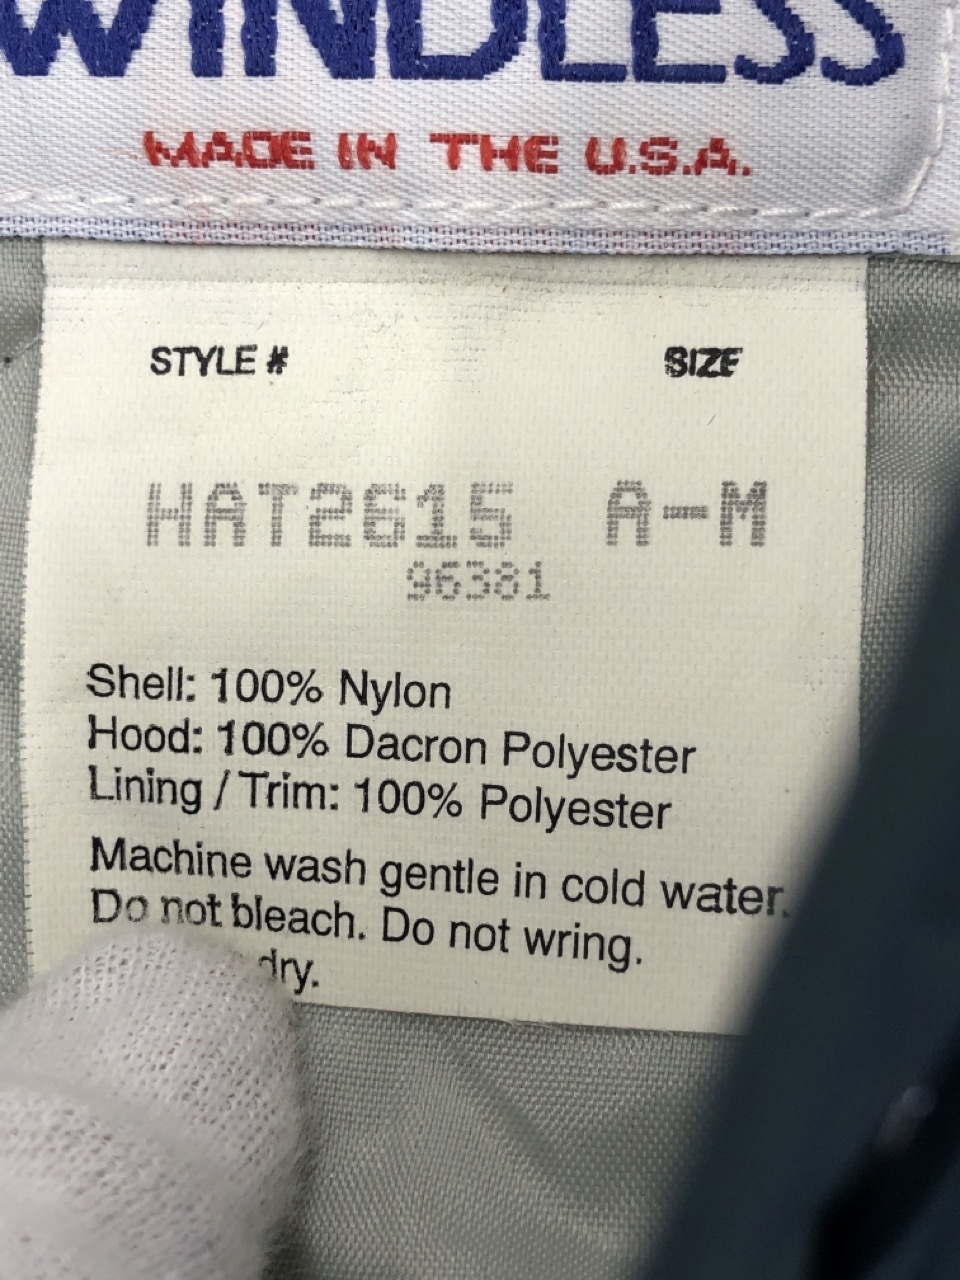 WINDLESS
MADE IN THE U.S.A.
STYLE # SIZE
HAT2615 A-M
96381
Shell: 100% Nylon
Hood: 100% Dacron Polyester
Lining / Trim: 100% Polyester
Machine wash gentle in cold water.
Do not bleach. Do not wring.
dry.